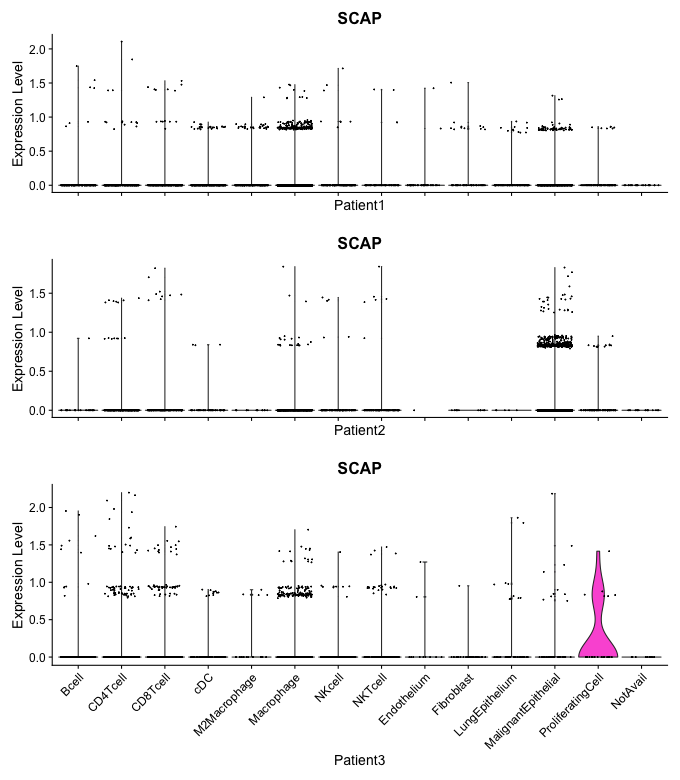 SCAP
Expression Level
2.0
1.5
1.0
0.5
0.0
Patient1
SCAP
Expression Level
1.5
1.0
0.5
0.0
Patient2
SCAP
Expression Level
2.0
1.5
1.0
0.5
0.0
Bcell
CD4Tcell
CD8Tcell
cDC
M2Macrophage
Macrophage
NKcell
NKTcell
Endothelium
Fibroblast
LungEpithelium
MalignantEpithelial
ProliferatingCell
NotAvail
Patient3